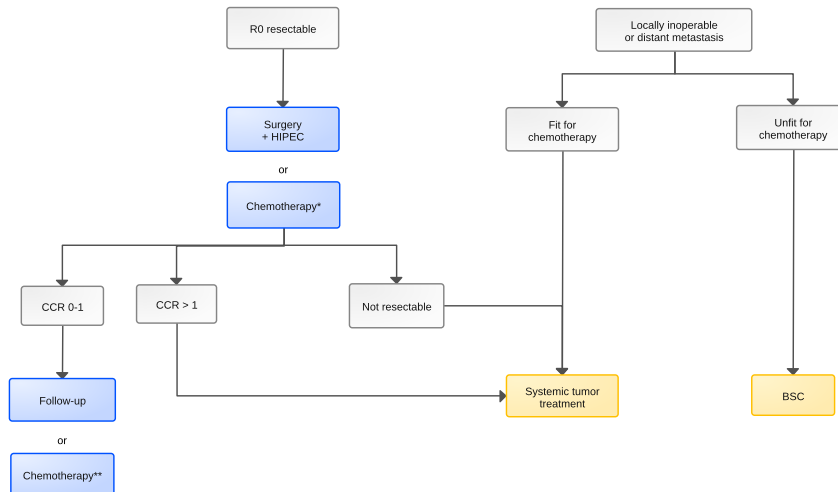 R0 resectable
Locally inoperable
or distant metastasis
Surgery
+ HIPEC
Fit for
chemotherapy
Unfit for
chemotherapy
or
Chemotherapy*
CCR 0-1
CCR > 1
Not resectable
Follow-up
Systemic tumor
treatment
BSC
or
Chemotherapy**